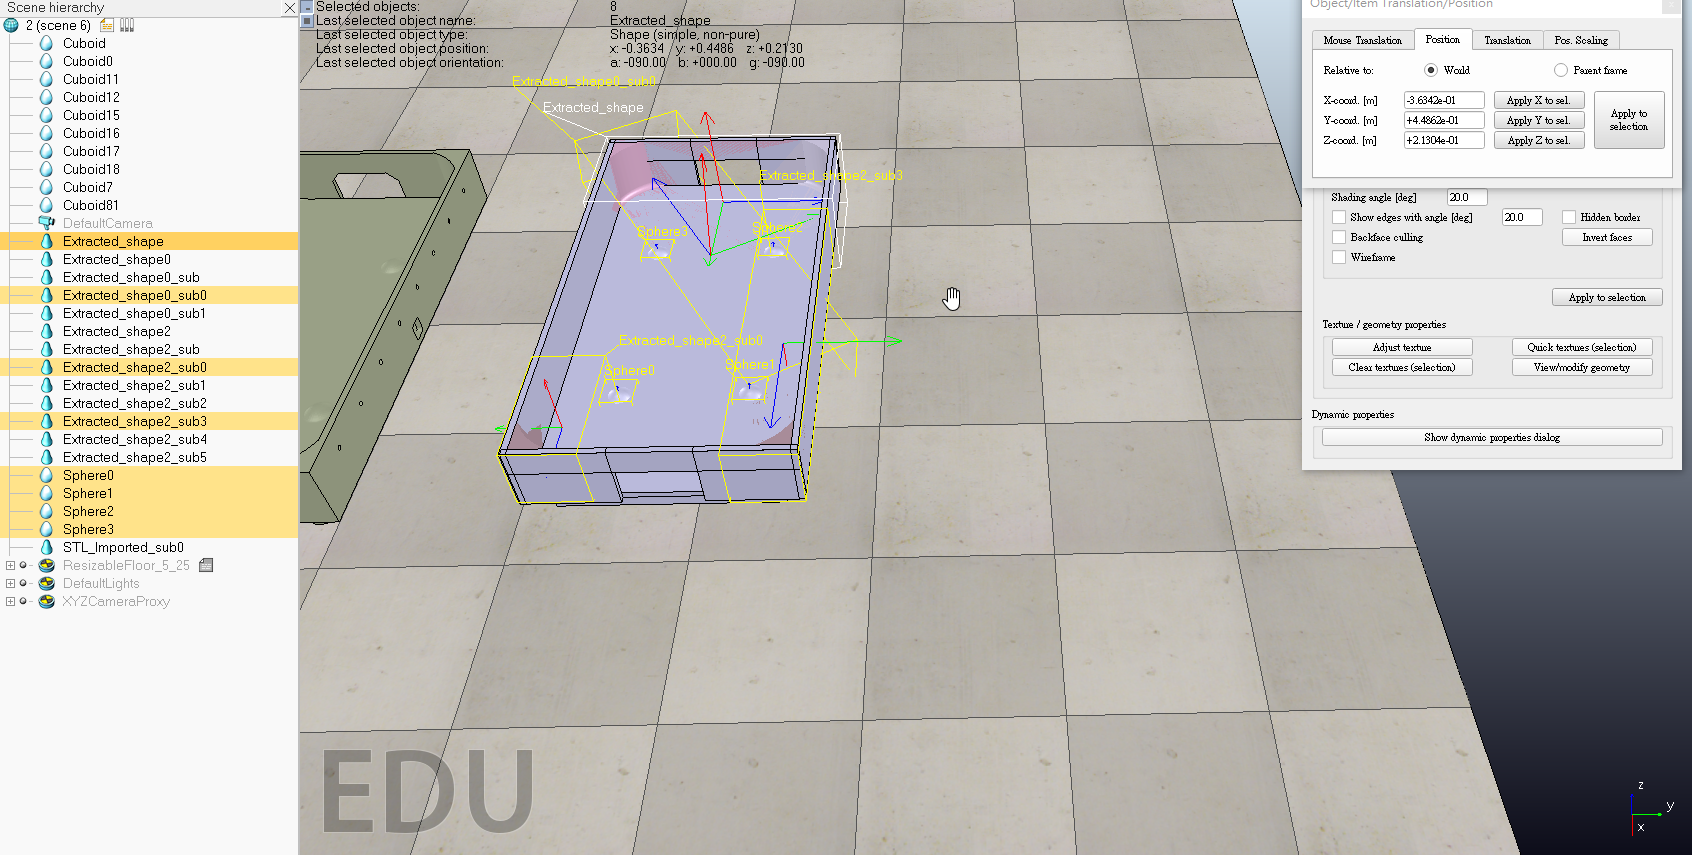 Scene hierarchy
2 (scene 6)
Cuboid
Cuboid0
Cuboid11
Cuboid12
Cuboid15
Cuboid16
Cuboid17
Cuboid18
Cuboid7
Cuboid81
DefaultCamera
Extracted_shape
Extracted_shape0
Extracted_shape0_sub
Extracted_shape0_sub0
Extracted_shape0_sub1
Extracted_shape2
Extracted_shape2_sub
Extracted_shape2_sub0
Extracted_shape2_sub1
Extracted_shape2_sub2
Extracted_shape2_sub3
Extracted_shape2_sub4
Extracted_shape2_sub5
Sphere0
Sphere1
Sphere2
Sphere3
STL_Imported_sub0
ResizableFloor_5_25
DefaultLights
XYZCameraProxy
Selected objects: 8
Last selected object name: Extracted_shape
Last selected object type: Shape (simple, non-pure)
Last selected object position: x: -0.3634 y: +0.4486 z: +0.2130
Last selected object orientation: a: -090.00 b: +000.00 g: -090.00
Extracted_shape0_sub0
Extracted_shape
Extracted_shape2_sub3
Sphere3
Sphere2
Extracted_shape2_sub0
Sphere0
Sphere1
EDU
Object/Item Translation/Position
Mouse Translation Position Translation Pos. Scaling
Relative to: World Parent frame
X-coord. [m] -3.6342e-01 Apply X to sel.
Y-coord. [m] +4.4862e-01 Apply Y to sel.
Z-coord. [m] +2.1304e-01 Apply Z to sel.
Apply to
selection
Shading angle [deg] 20.0
Show edges with angle [deg] 20.0 Hidden border
Backface culling Invert faces
Wireframe
Apply to selection
Texture / geometry properties
Adjust texture Quick textures (selection)
Clear textures (selection) View/modify geometry
Dynamic properties
Show dynamic properties dialog
z
y
x